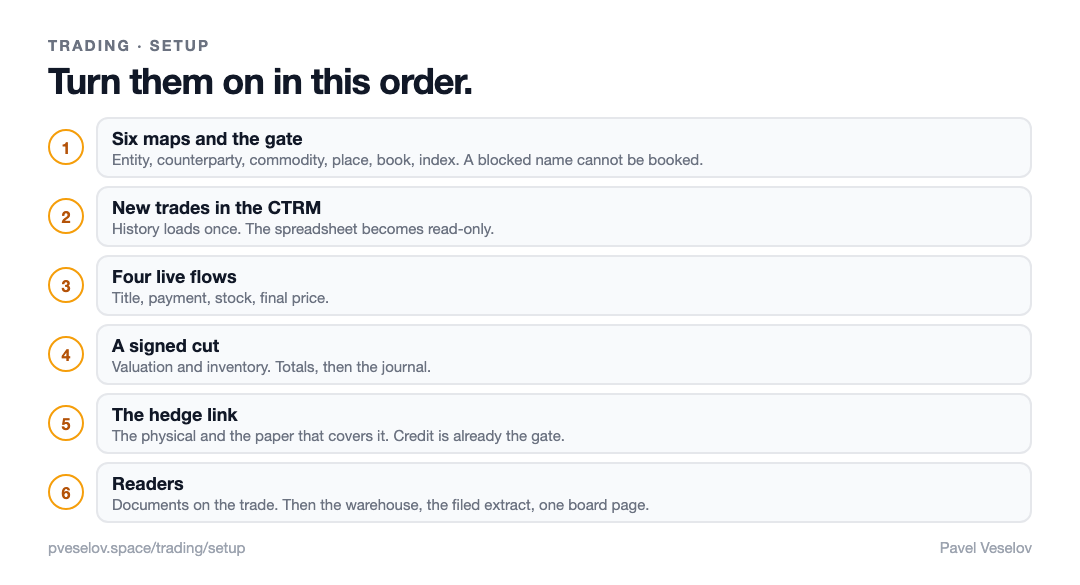 TRADING · SETUP
Turn them on in this order.
1
Six maps and the gate
Entity, counterparty, commodity, place, book, index. A blocked name cannot be booked.
2
New trades in the CTRM
History loads once. The spreadsheet becomes read-only.
3
Four live flows
Title, payment, stock, final price.
4
A signed cut
Valuation and inventory. Totals, then the journal.
5
The hedge link
The physical and the paper that covers it. Credit is already the gate.
6
Readers
Documents on the trade. Then the warehouse, the filed extract, one board page.
pveselov.space/trading/setup
Pavel Veselov